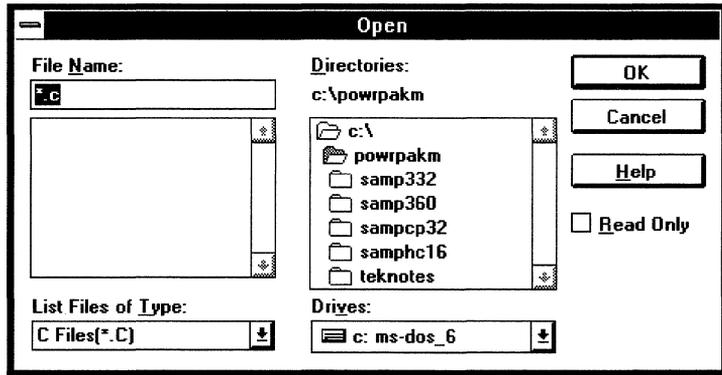 Open
File Name:
*.c
Directories:
c:\powrpakm
c:\
powrpakm
samp332
samp360
sampcp32
samphc16
teknotes
OK
Cancel
Help
Read Only
List Files of Type:
C Files(*.C)
Drives:
c: ms-dos_6